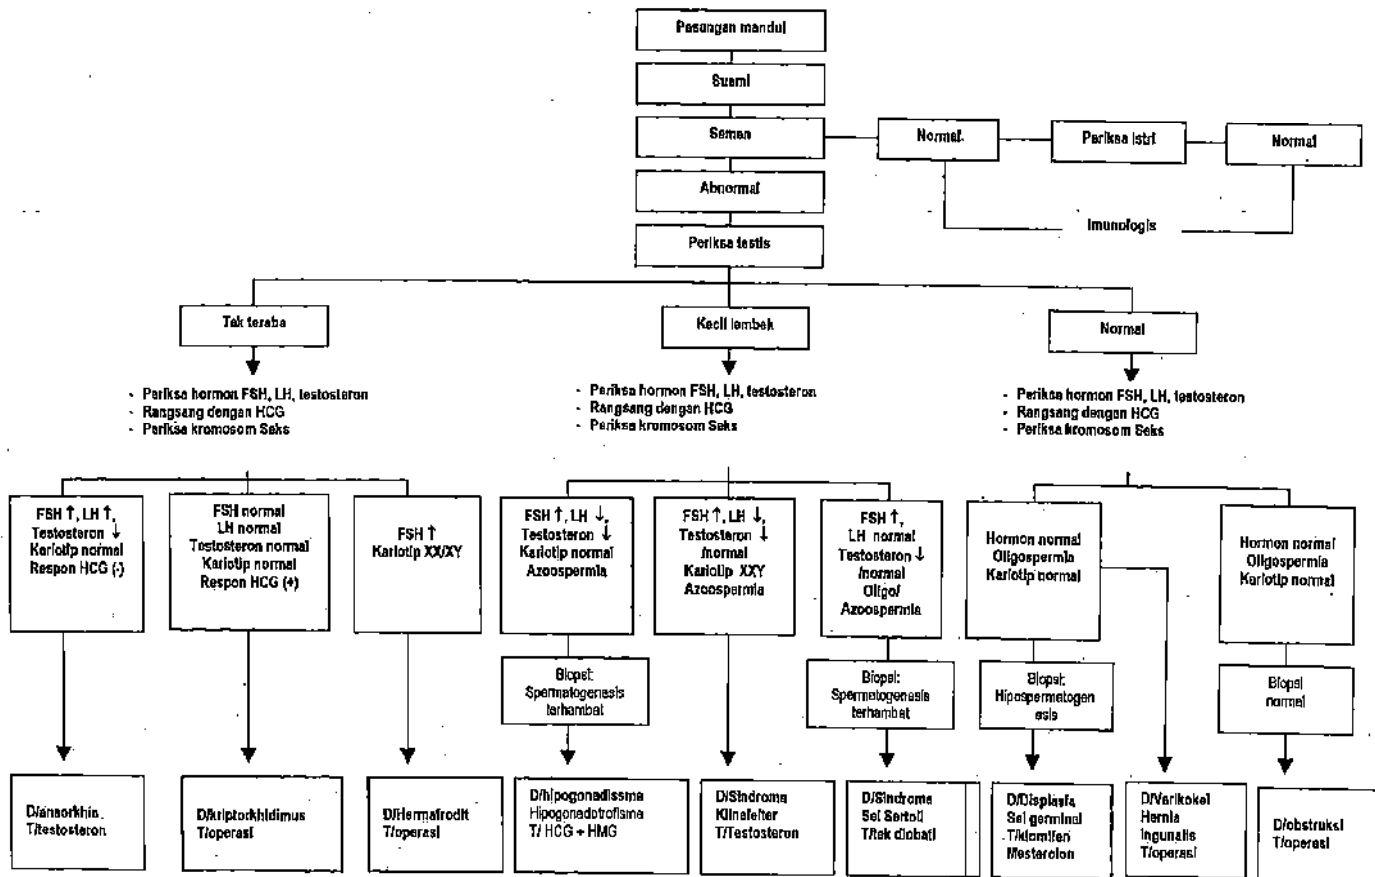 Pasangan mandul
Suami
Semen
Normal.
Periksa istri
Normal
Abnormal
Imunologis
Periksa testis
Tak teraba
Kecil lembek
Normal
- Periksa hormon FSH, LH, testosteron
- Rangsang dengan HCG
- Periksa kromosom Seks
- Periksa hormon FSH, LH, testosteron
- Rangsang dengan HCG
- Periksa kromosom Seks
- Periksa hormon FSH, LH, testosteron
- Rangsang dengan HCG
- Periksa kromosom Seks
FSH ↑, LH ↑,
Testosteron ↓
Kariotip normal
Respon HCG (-)
FSH normal
LH normal
Testosteron normal
Kariotip normal
Respon HCG (+)
FSH ↑
Kariotip XX/XY
FSH ↑, LH ↓,
Testosteron ↓
Kariotip normal
Azoospermia
FSH ↑, LH ↓,
Testosteron ↓
/normal
Kariotip XXY
Azoospermia
FSH ↑,
LH normal
Testosteron ↓
/normal
Oligo/
Azoospermia
Hormon normal
Oligospermia
Kariotip normal
Hormon normal
Oligospermia
Kariotip normal
Biopsi:
Spermatogenesis
terhambat
Biopsi:
Spermatogenesis
terhambat
Biopsi:
Hipospermatogen
esis
Biopsi
normal
D/anaorkhia
T/testosteron
D/kriptorkhidimus
T/operasi
D/Hermafrodit
T/operasi
D/hipogonadissme
Hipogonadotrofisme
T/ HCG + HMG
D/Sindroma
Klinefelter
T/Testosteron
D/Sindroma
Sel Sertoli
T/tak diobati
D/Displasia
Sel germinal
T/klomifen
Mesterolon
D/Varikokel
Hernia
Ingunalis
T/operasi
D/obstruksi
T/operasi